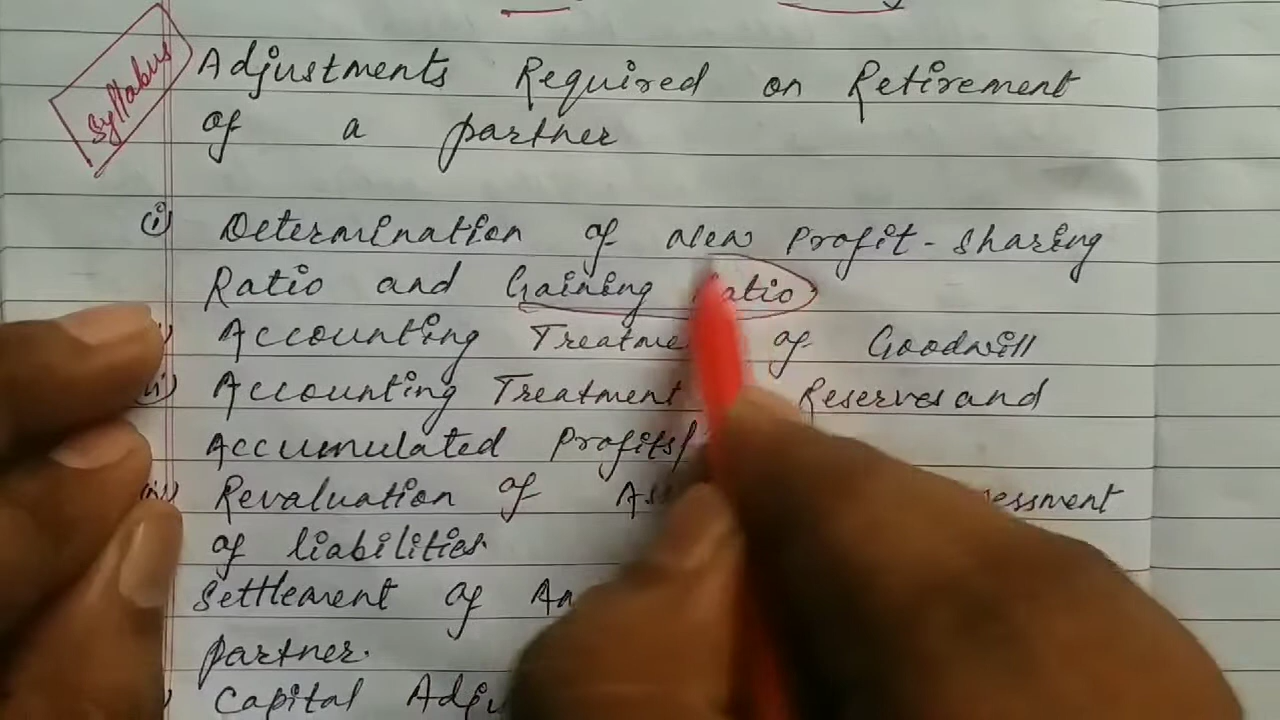 Syllabus
Adjustments Required on Retirement
of a partner
(i) Determination of New Profit-sharing
Ratio and Gaining Ratio
Accounting of Goodwill
Accounting Treatment Reserves and
Accumulated Profits/
(iv) Revaluation of
of liabilities
Settlement of
partner.
Capital